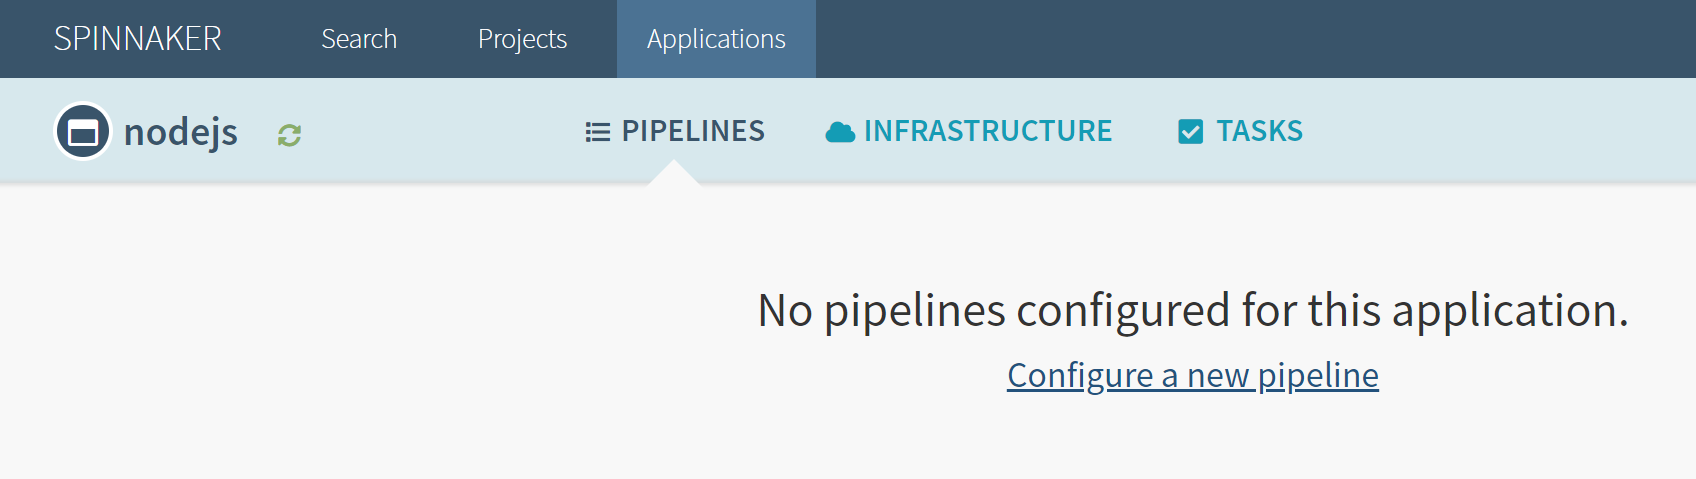 SPINNAKER Search Projects Applications
nodejs PIPELINES INFRASTRUCTURE TASKS
No pipelines configured for this application.
Configure a new pipeline